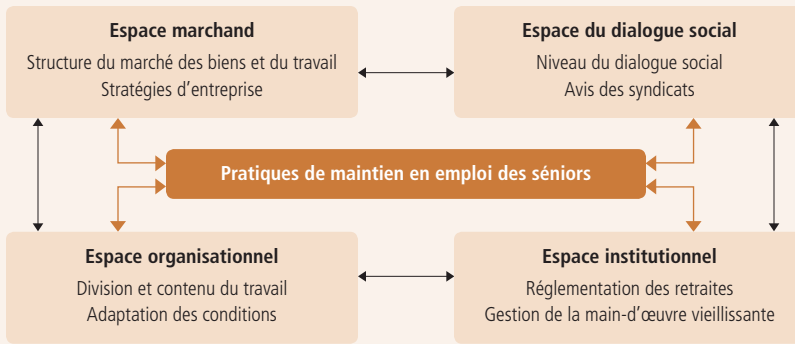 Espace marchand
Structure du marché des biens et du travail
Stratégies d'entreprise
Espace du dialogue social
Niveau du dialogue social
Avis des syndicats
Pratiques de maintien en emploi des séniors
Espace organisationnel
Division et contenu du travail
Adaptation des conditions
Espace institutionnel
Réglementation des retraites
Gestion de la main-d'œuvre vieillissante